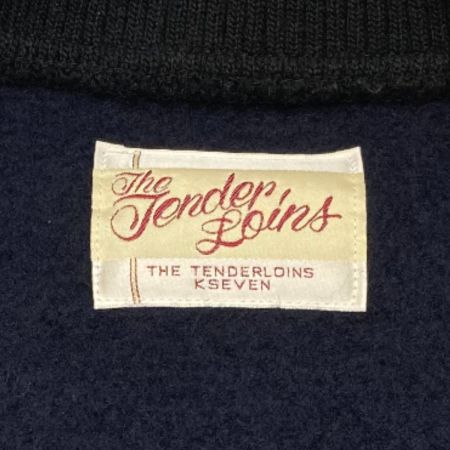 The
Tender
Loins
THE TENDERLOINS
KSEVEN